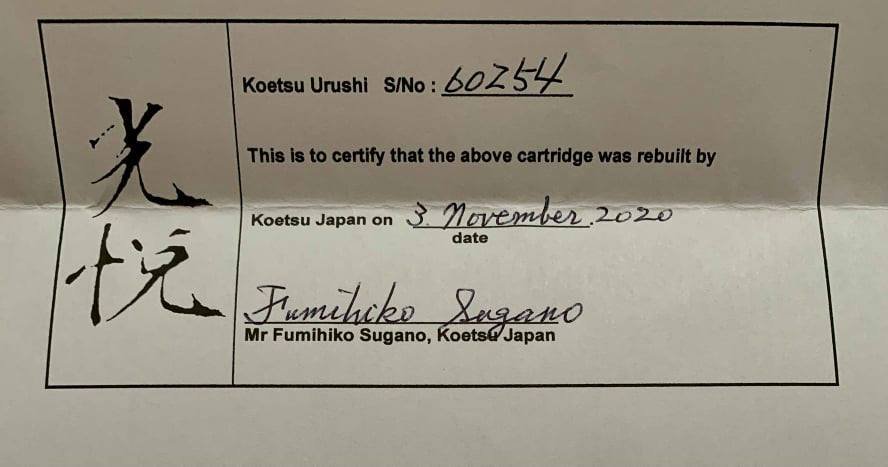 光悦
Koetsu Urushi S/No : 60254
This is to certify that the above cartridge was rebuilt by
Koetsu Japan on 3. November. 2020
date
Fumihiko Sugano
Mr Fumihiko Sugano, Koetsu Japan